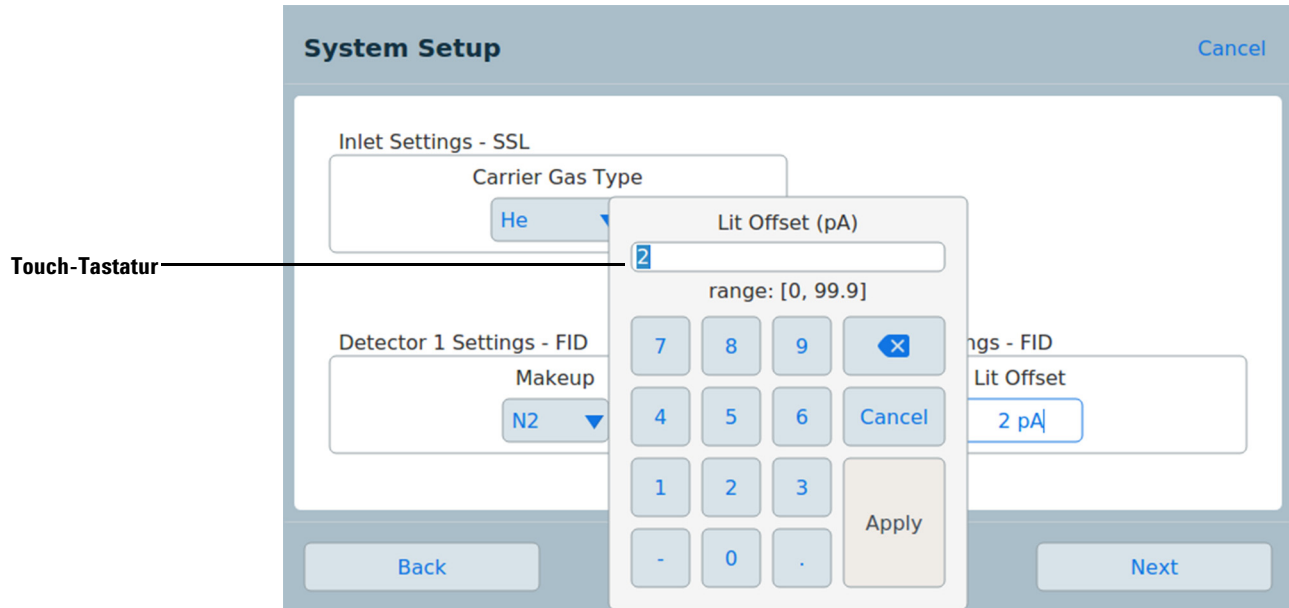 System Setup
Cancel
Inlet Settings - SSL
Carrier Gas Type
He
Touch-Tastatur
Lit Offset (pA)
2
range: [0, 99.9]
7 8 9
4 5 6 Cancel
1 2 3
Apply
- 0 .
Detector 1 Settings - FID
Makeup
N2
ngs - FID
Lit Offset
2 pA
Back
Next